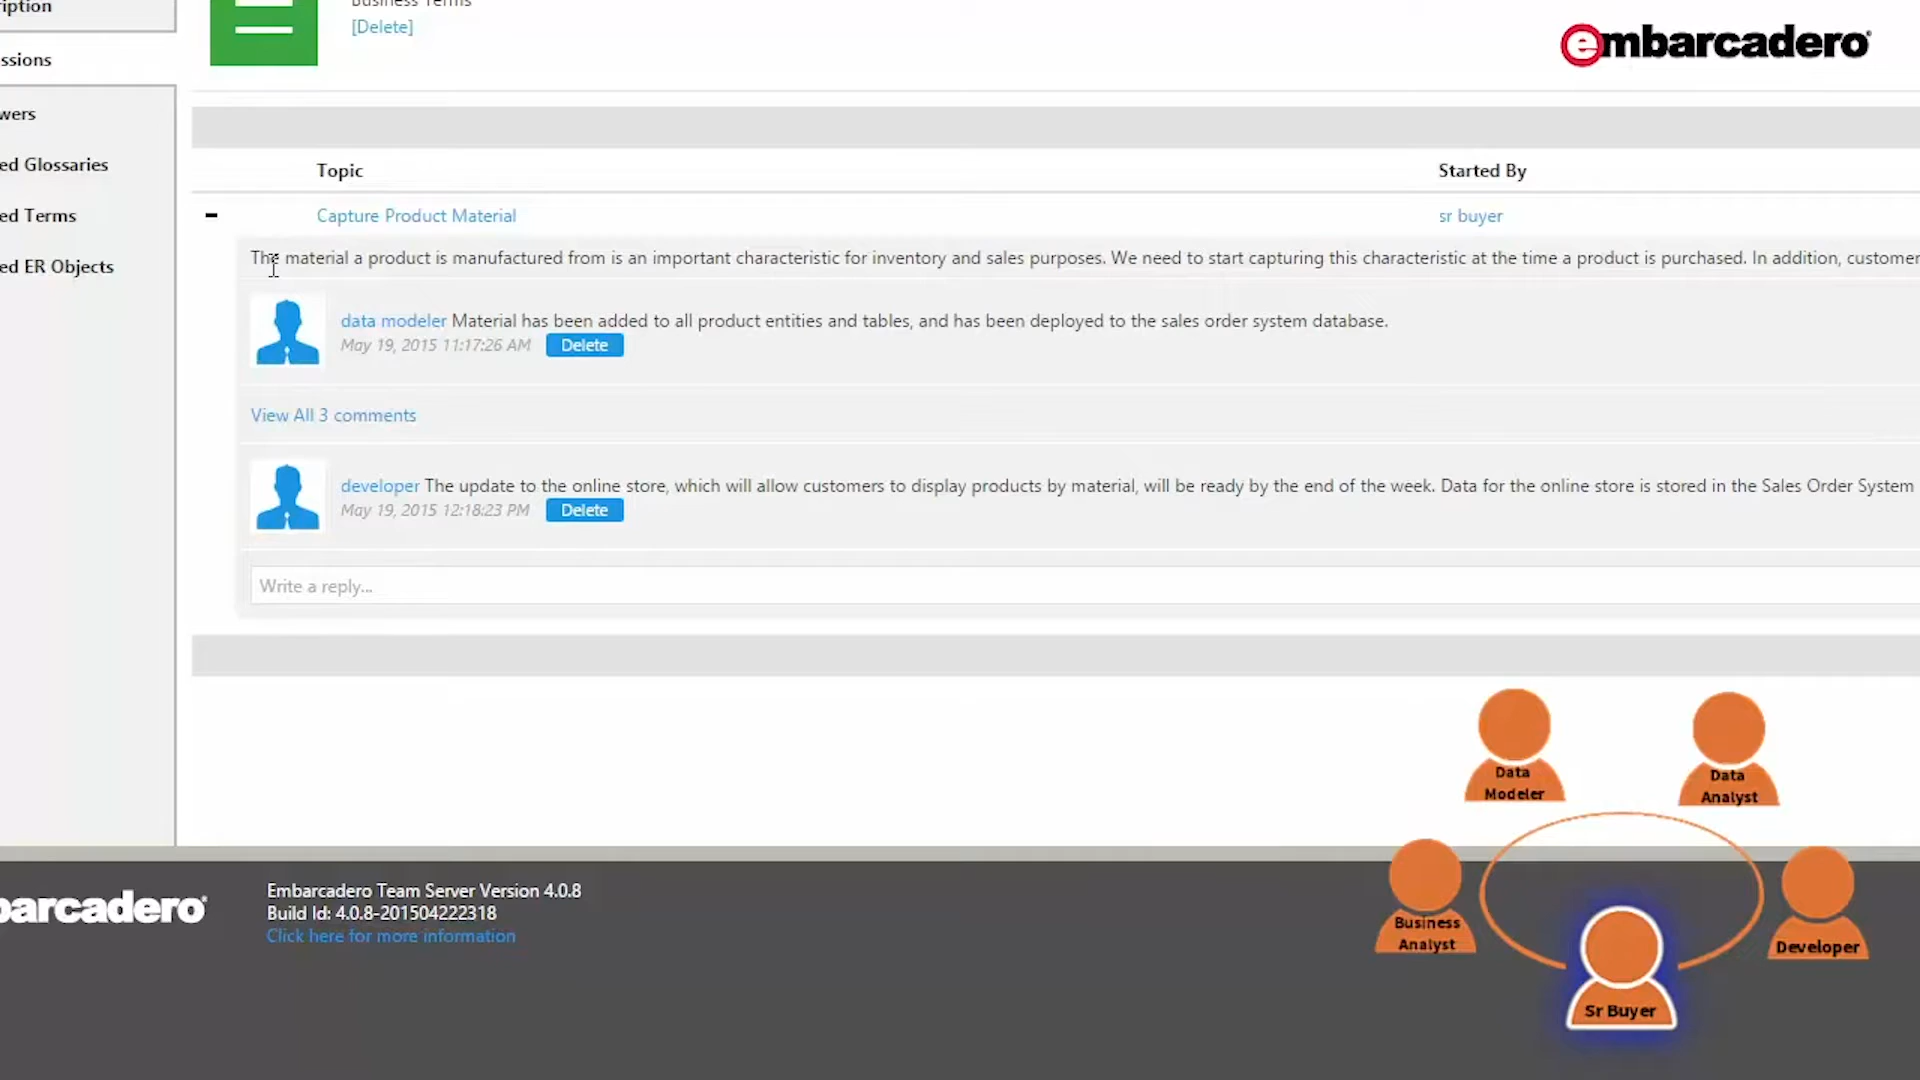 iption
Business Terms
[Delete]
embarcadero
ssions
wers
ed Glossaries
ed Terms
ed ER Objects
Topic Started By
Capture Product Material sr buyer
The material a product is manufactured from is an important characteristic for inventory and sales purposes. We need to start capturing this characteristic at the time a product is purchased. In addition, customer
data modeler Material has been added to all product entities and tables, and has been deployed to the sales order system database.
May 19, 2015 11:17:26 AM Delete
View All 3 comments
developer The update to the online store, which will allow customers to display products by material, will be ready by the end of the week. Data for the online store is stored in the Sales Order System
May 19, 2015 12:18:23 PM Delete
Write a reply...
Data
Modeler
Data
Analyst
Business
Analyst
Developer
Sr Buyer
barcadero
Embarcadero Team Server Version 4.0.8
Build Id: 4.0.8-201504222318
Click here for more information